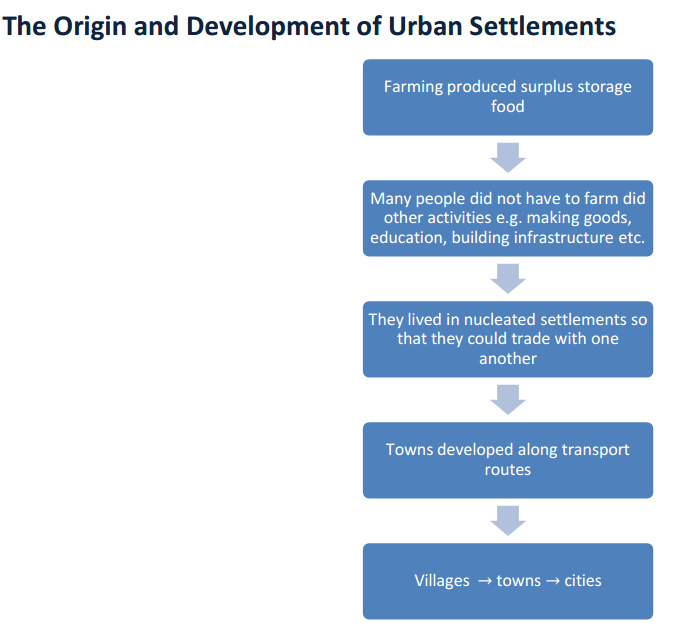 The Origin and Development of Urban Settlements
Farming produced surplus storage
food
Many people did not have to farm did
other activities e.g. making goods,
education, building infrastructure etc.
They lived in nucleated settlements so
that they could trade with one
another
Towns developed along transport
routes
Villages → towns → cities